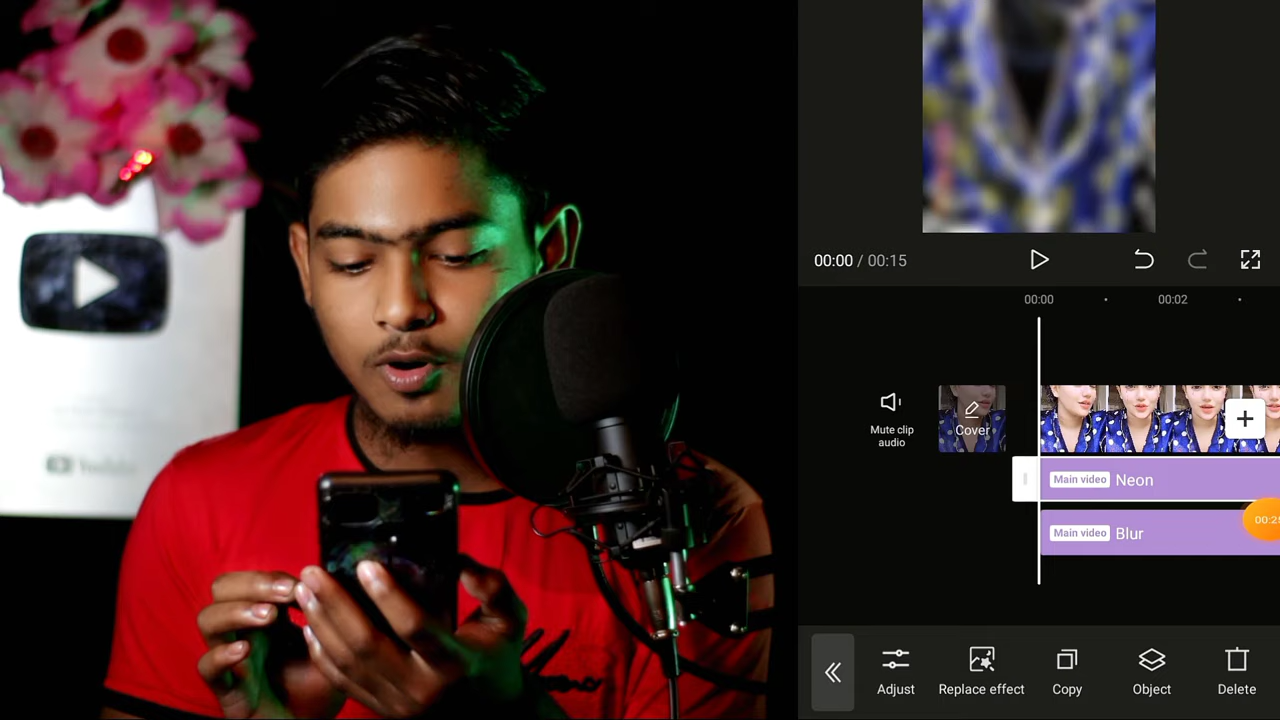 00:00 / 00:15
00:00
00:02
Mute clip
audio
Cover
Main video Neon
Main video Blur
Adjust
Replace effect
Copy
Object
Delete